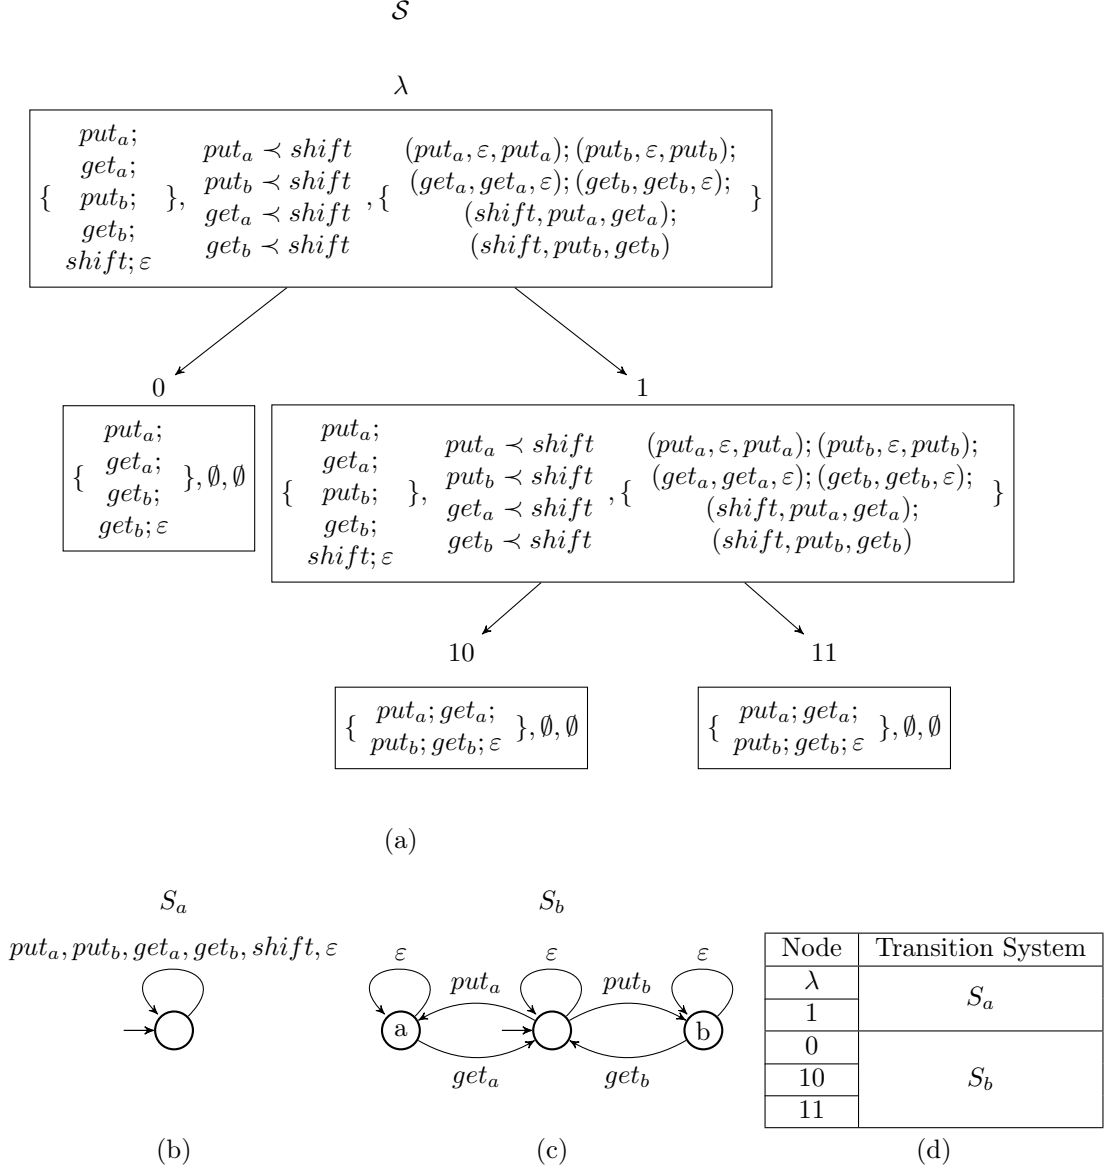 𝒮
λ
put_a;
get_a;
{ put_b; },
get_b;
shift; ε
put_a ≺ shift
put_b ≺ shift
get_a ≺ shift
get_b ≺ shift
, {
(put_a, ε, put_a); (put_b, ε, put_b);
(get_a, get_a, ε); (get_b, get_b, ε);
(shift, put_a, get_a);
(shift, put_b, get_b)
}
0
put_a;
get_a;
{ get_b; }, ∅, ∅
get_b; ε
1
put_a;
get_a;
{ put_b; },
get_b;
shift; ε
put_a ≺ shift
put_b ≺ shift
get_a ≺ shift
get_b ≺ shift
, {
(put_a, ε, put_a); (put_b, ε, put_b);
(get_a, get_a, ε); (get_b, get_b, ε);
(shift, put_a, get_a);
(shift, put_b, get_b)
}
10
{ put_a; get_a;
put_b; get_b; ε }, ∅, ∅
11
{ put_a; get_a;
put_b; get_b; ε }, ∅, ∅
(a)
S_a
put_a, put_b, get_a, get_b, shift, ε
(b)
S_b
ε ε ε
put_a put_b
a b
get_a get_b
(c)
Node Transition System
λ
1
S_a
0
10
11
S_b
(d)